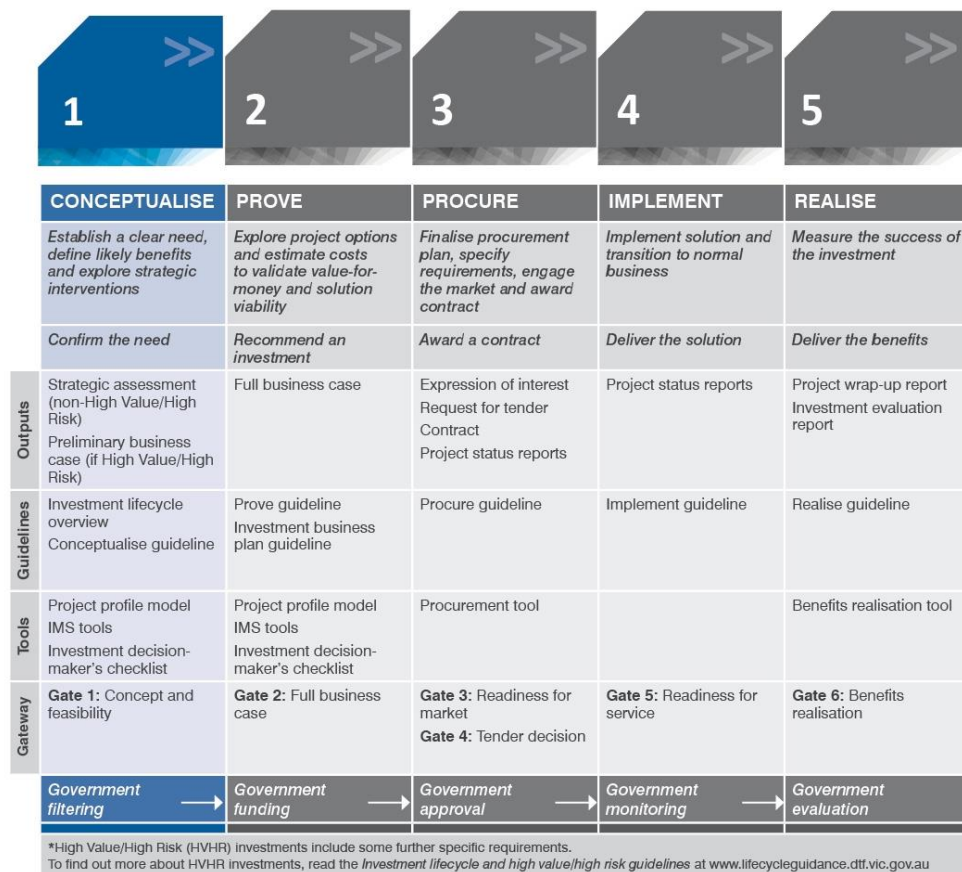 1
2
3
4
5
CONCEPTUALISE
PROVE
PROCURE
IMPLEMENT
REALISE
Establish a clear need,
define likely benefits
and explore strategic
interventions
Explore project options
and estimate costs
to validate value-for-
money and solution
viability
Finalise procurement
plan, specify
requirements, engage
the market and award
contract
Implement solution and
transition to normal
business
Measure the success of
the investment
Confirm the need
Recommend an
investment
Award a contract
Deliver the solution
Deliver the benefits
Outputs
Strategic assessment
(non-High Value/High
Risk)
Preliminary business
case (if High Value/High
Risk)
Full business case
Expression of interest
Request for tender
Contract
Project status reports
Project status reports
Project wrap-up report
Investment evaluation
report
Guidelines
Investment lifecycle
overview
Conceptualise guideline
Prove guideline
Investment business
plan guideline
Procure guideline
Implement guideline
Realise guideline
Tools
Project profile model
IMS tools
Investment decision-
maker's checklist
Project profile model
IMS tools
Investment decision-
maker's checklist
Procurement tool
Benefits realisation tool
Gateway
Gate 1: Concept and
feasibility
Gate 2: Full business
case
Gate 3: Readiness for
market
Gate 4: Tender decision
Gate 5: Readiness for
service
Gate 6: Benefits
realisation
Government
filtering
Government
funding
Government
approval
Government
monitoring
Government
evaluation
*High Value/High Risk (HVHR) investments include some further specific requirements.
To find out more about HVHR investments, read the Investment lifecycle and high value/high risk guidelines at www.lifecycleguidance.dtf.vic.gov.au